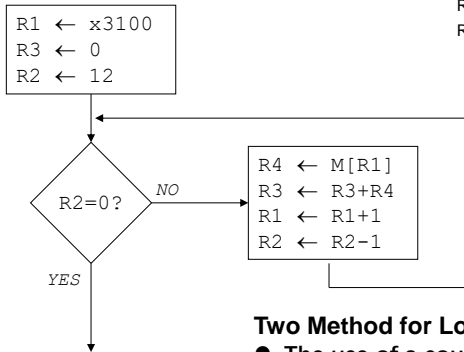 R1 ← x3100
R3 ← 0
R2 ← 12
R2=0?
NO
YES
R4 ← M[R1]
R3 ← R3+R4
R1 ← R1+1
R2 ← R2-1
R
R
Two Method for Lo
● The use of a